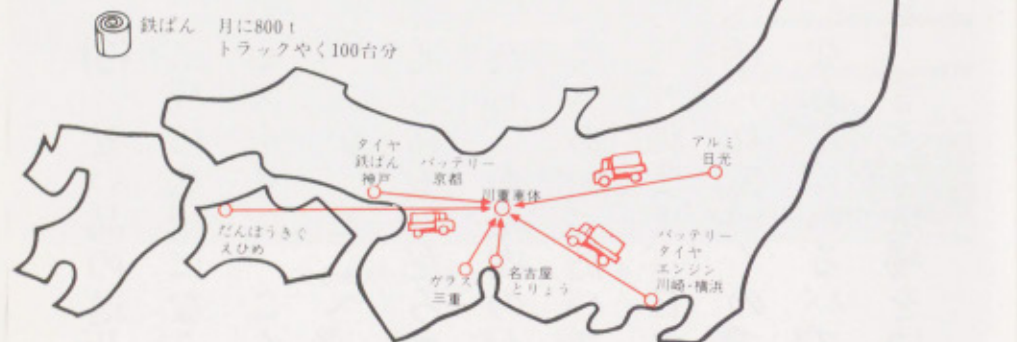 鉄ばん 月に800t
トラックやく100台分
タイヤ
鉄ばん
神戸
バッテリー
京都
川重車体
アルミ
日光
だんぼうきぐ
えひめ
ガラス
三重
名古屋
とりょう
バッテリー
タイヤ
エンジン
川崎・横浜